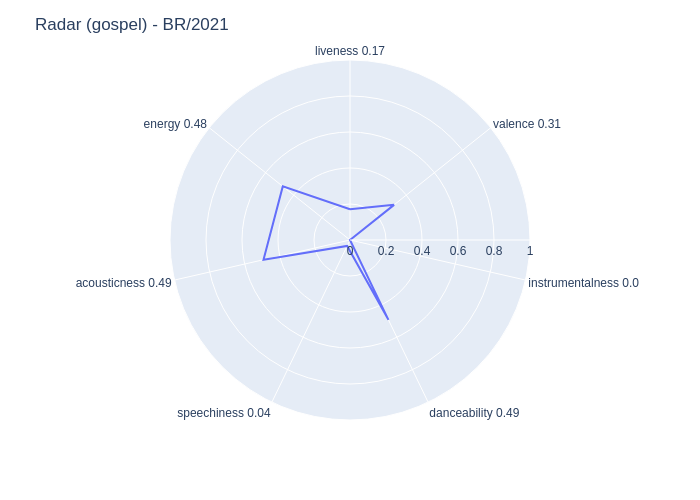 Radar (gospel) - BR/2021
liveness 0.17
energy 0.48
valence 0.31
0 0.2 0.4 0.6 0.8 1
acousticness 0.49
instrumentalness 0.0
speechiness 0.04
danceability 0.49